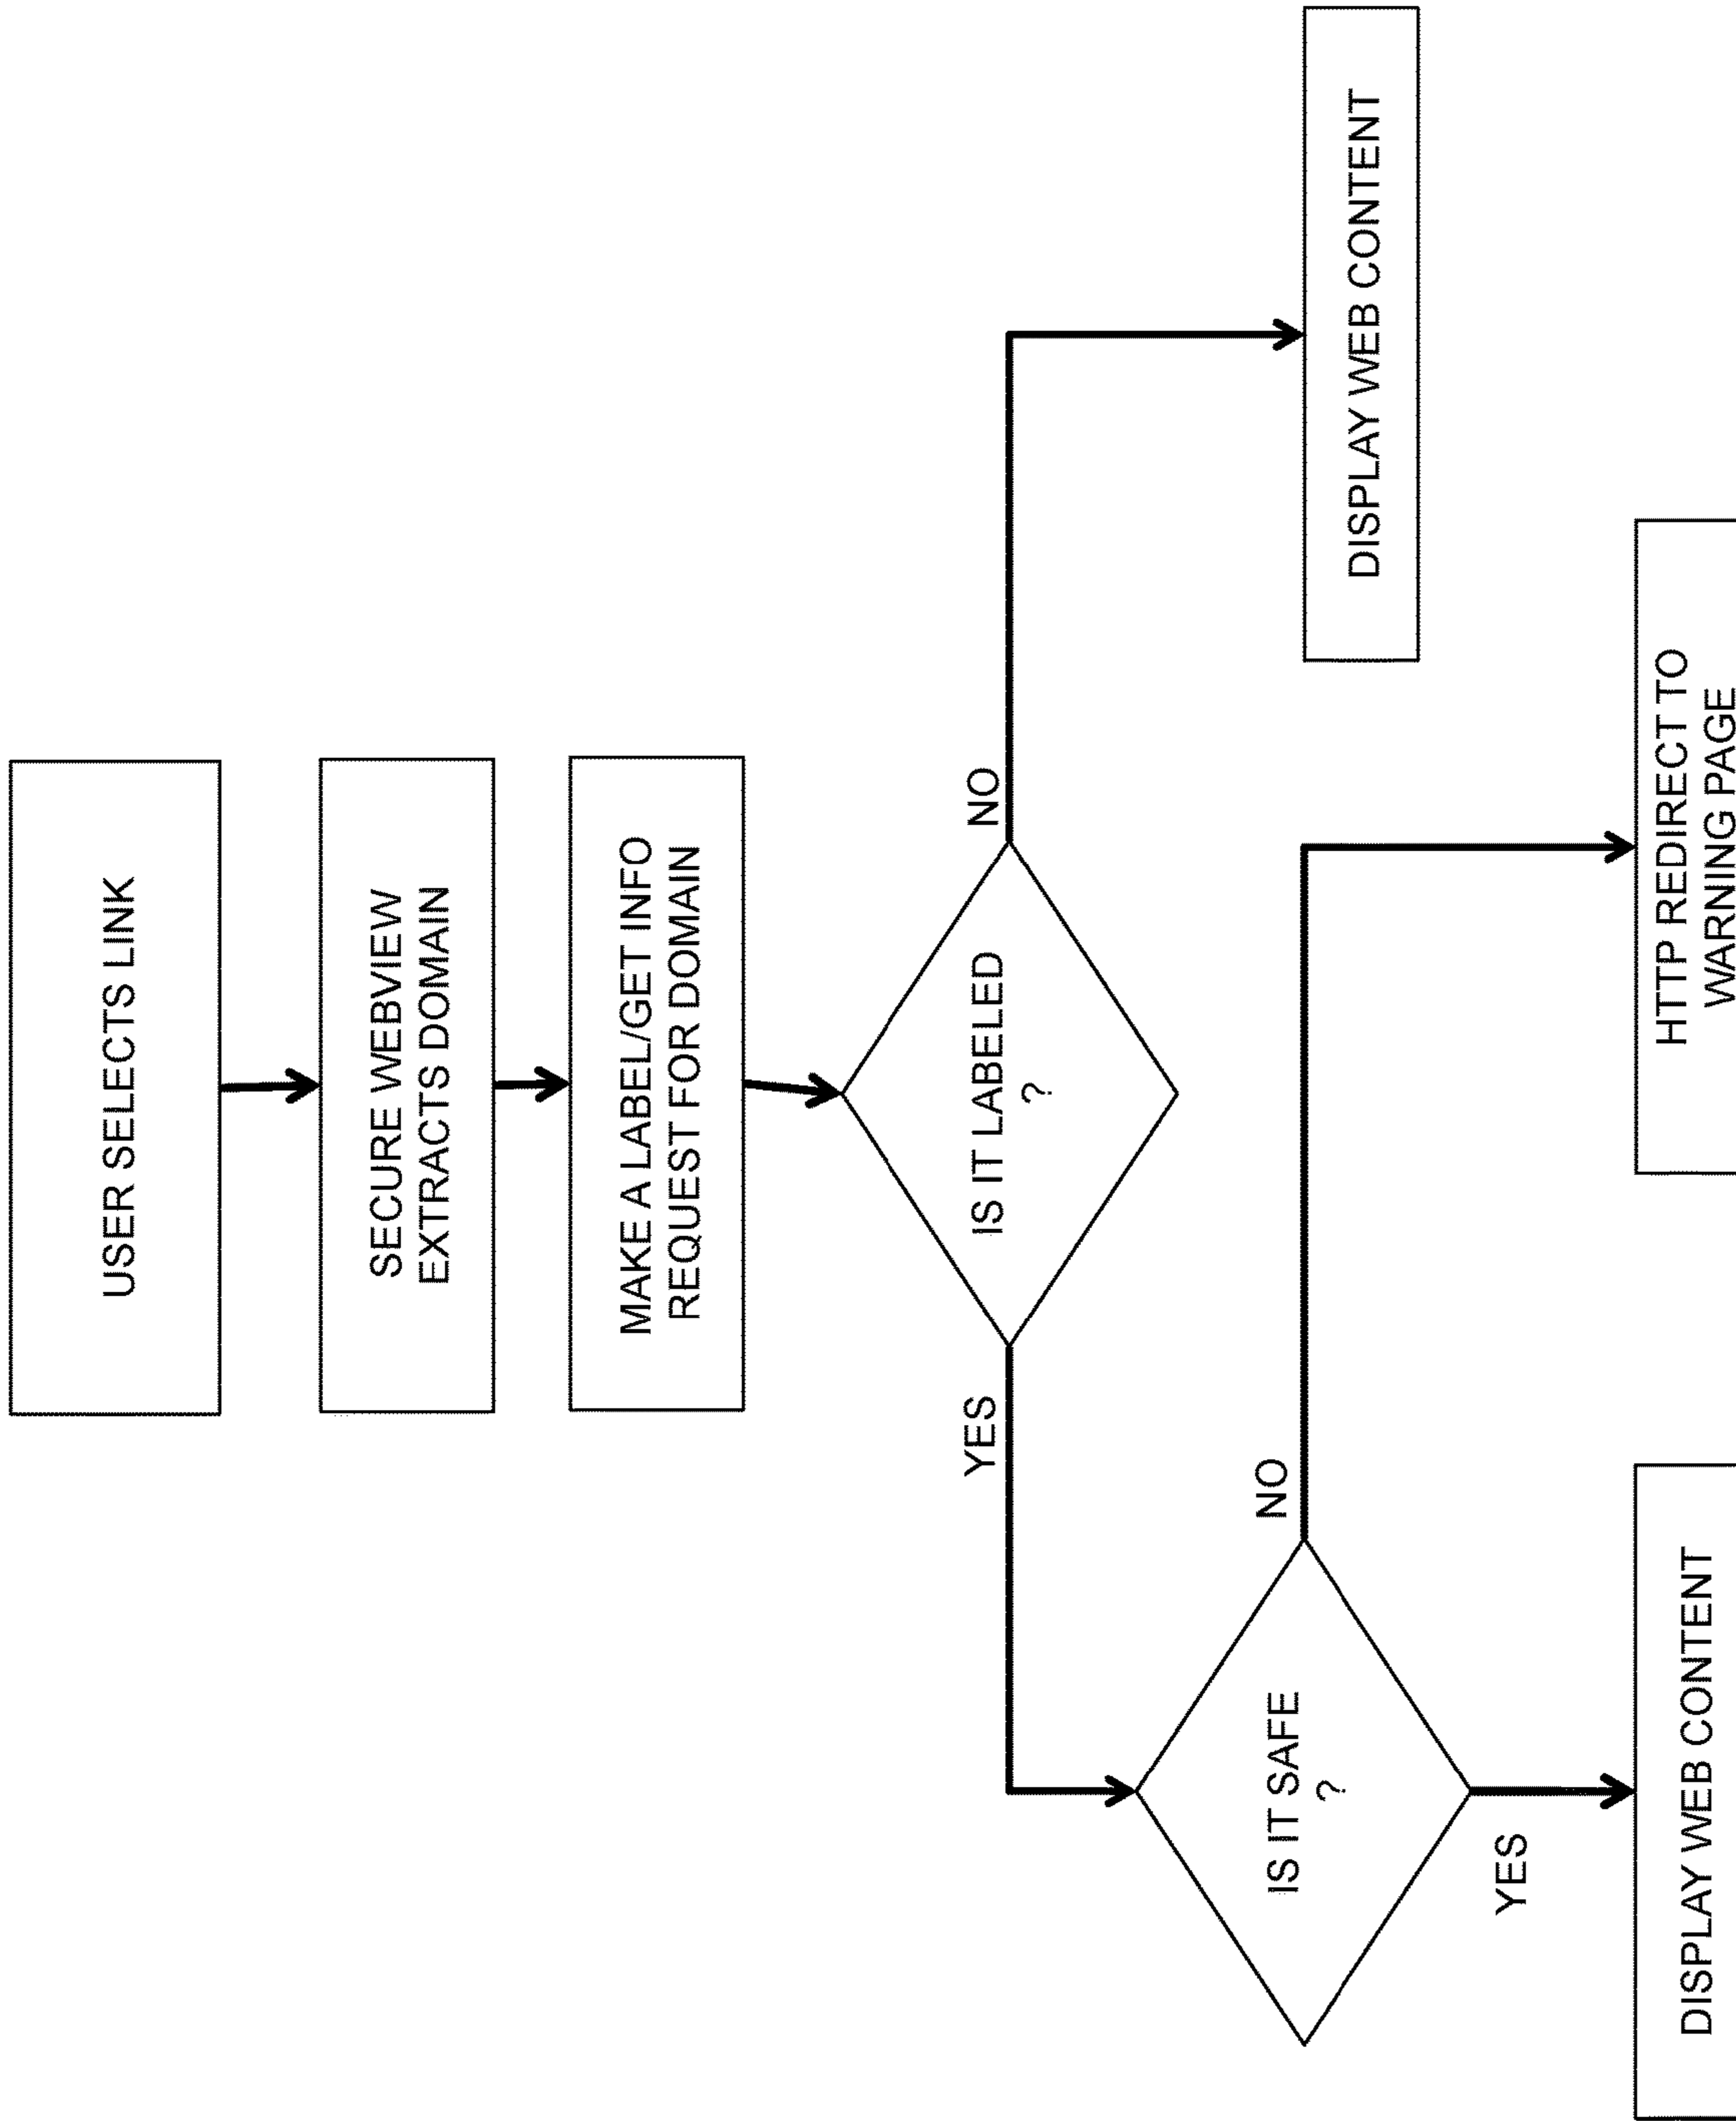 USER SELECTS LINK
SECURE WEBVIEW
EXTRACTS DOMAIN
MAKE A LABEL/GET INFO
REQUEST FOR DOMAIN
IS IT LABELED
?
YES
NO
IS IT SAFE
?
NO
DISPLAY WEB CONTENT
YES
DISPLAY WEB CONTENT
HTTP REDIRECT TO
WARNING PAGE